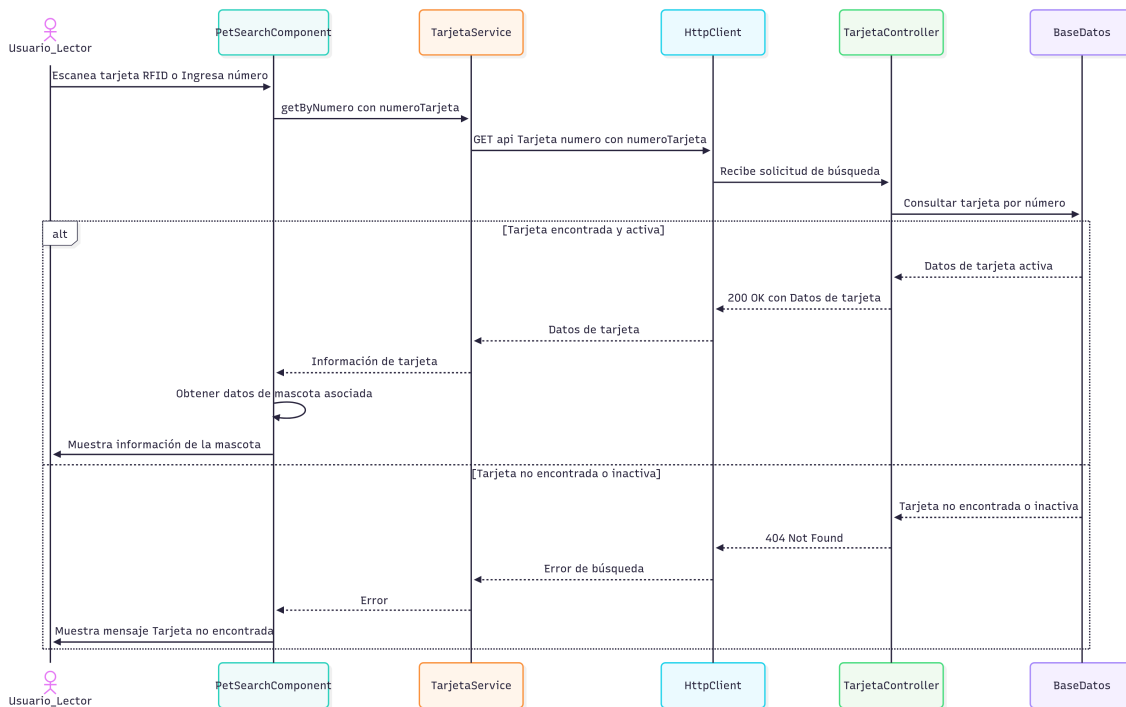 Usuario_Lector
PetSearchComponent
TarjetaService
HttpClient
TarjetaController
BaseDatos
Escanea tarjeta RFID o Ingresa número
getByNumero con numeroTarjeta
GET api Tarjeta numero con numeroTarjeta
Recibe solicitud de búsqueda
Consultar tarjeta por número
alt
[Tarjeta encontrada y activa]
Datos de tarjeta activa
200 OK con Datos de tarjeta
Datos de tarjeta
Información de tarjeta
Obtener datos de mascota asociada
Muestra información de la mascota
[Tarjeta no encontrada o inactiva]
Tarjeta no encontrada o inactiva
404 Not Found
Error de búsqueda
Error
Muestra mensaje Tarjeta no encontrada
Usuario_Lector
PetSearchComponent
TarjetaService
HttpClient
TarjetaController
BaseDatos